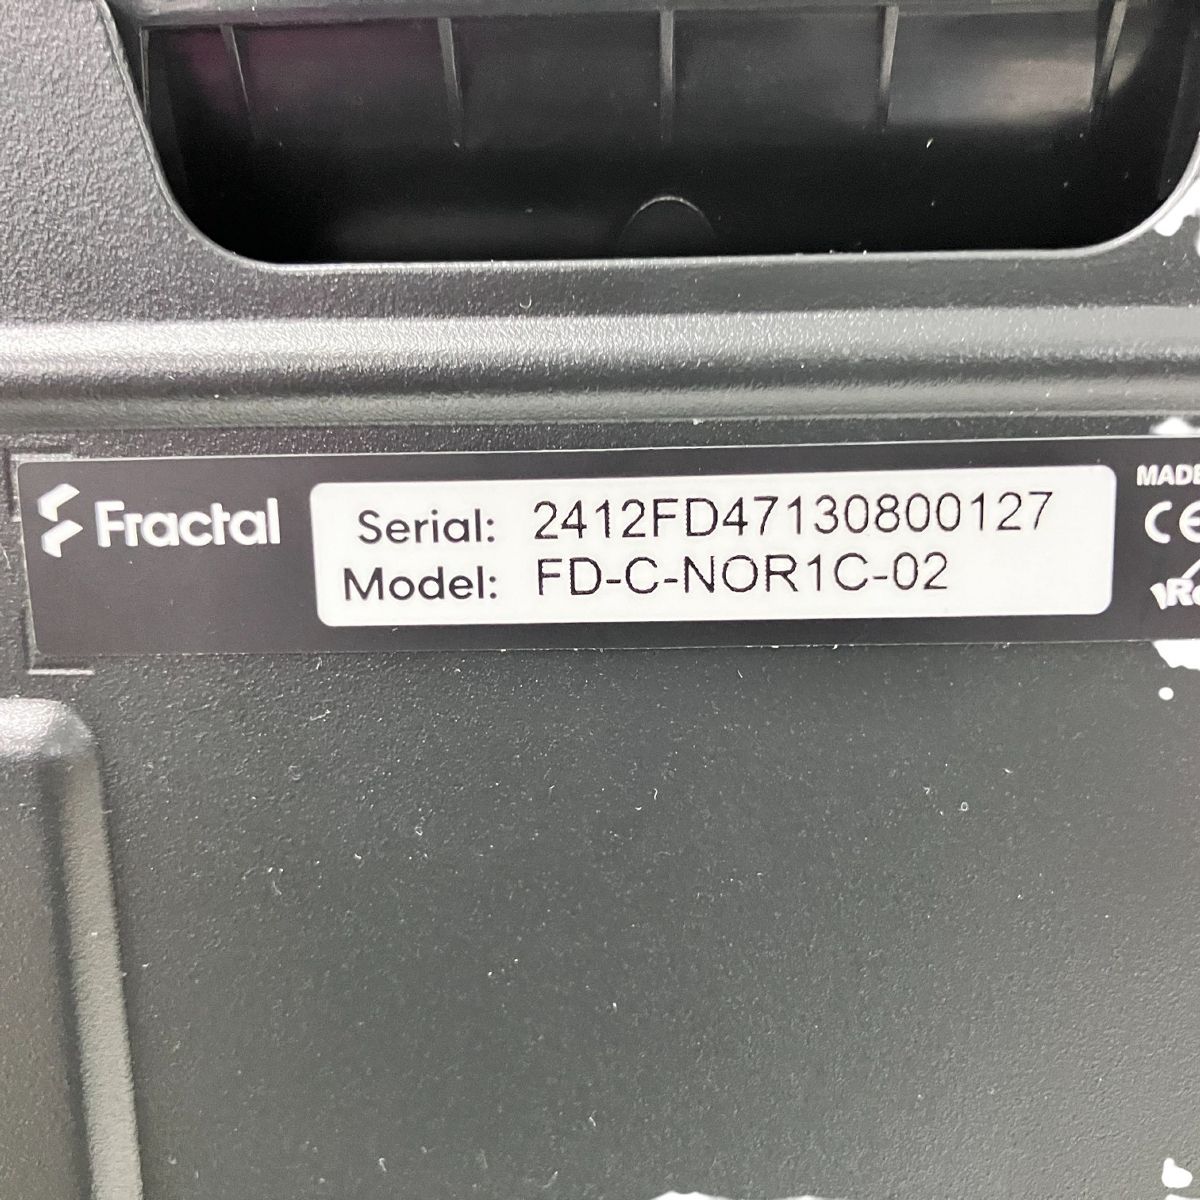 Fractal
Serial: 2412FD47130800127
Model: FD-C-NOR1C-02
MADE
CE